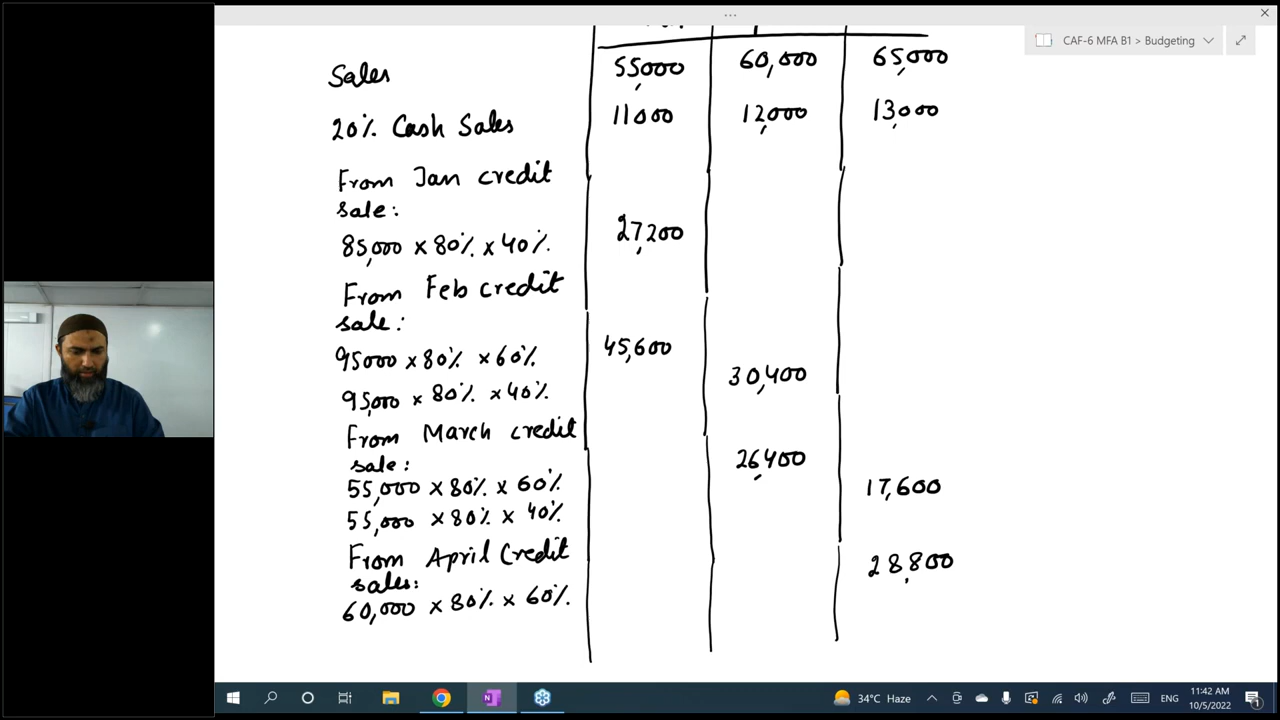 CAF-6 MFA B1 > Budgeting
Sales 55,000 60,000 65,000
20% Cash Sales 11000 12,000 13,000
From Jan credit
sale:
85,000 x 80% x 40% 27,200
From Feb credit
sale:
95000 x 80% x 60% 45,600
95,000 x 80% x 40% 30,400
From March credit
sale:
55,000 x 80% x 60% 26,400
55,000 x 80% x 40% 17,600
From April Credit
sales:
60,000 x 80% x 60% 28,800
34°C Haze
ENG
11:42 AM
10/5/2022
1